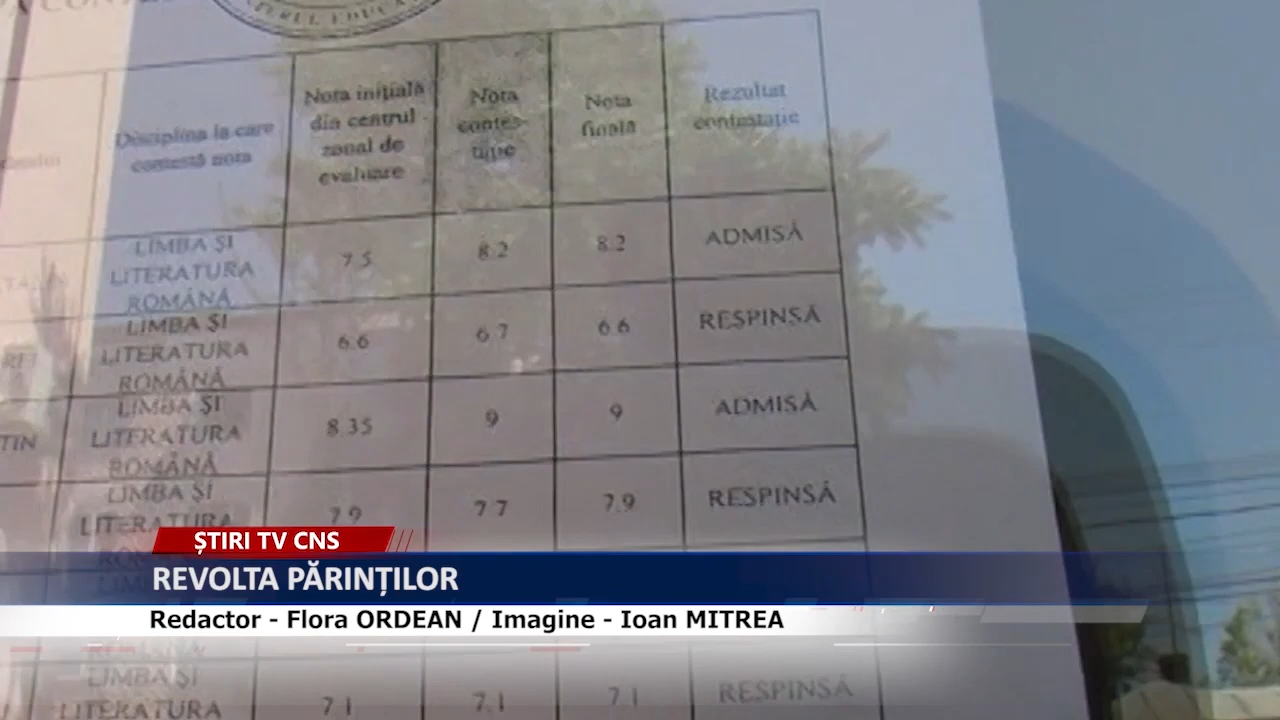 Disciplina la care
contestă nota
Nota inițială
din centrul
zonal de
evaluare
Nota
contes-
tație
Nota
finală
Rezultat
contestație
LIMBA ȘI
LITERATURA
ROMÂNĂ
7.5
8.2
8.2
ADMISĂ
LIMBA ȘI
LITERATURA
ROMÂNĂ
6.6
6.7
6.6
RESPINSĂ
TIN
LIMBA ȘI
LITERATURA
ROMÂNĂ
8.35
9
9
ADMISĂ
LIMBA ȘI
LITERATURA
7.9
7.7
7.9
RESPINSĂ
ȘTIRI TV CNS
REVOLTA PĂRINȚILOR
Redactor - Flora ORDEAN / Imagine - Ioan MITREA
LIMBA ȘI
LITERATURA
7.1
7.1
7.1
RESPINSĂ